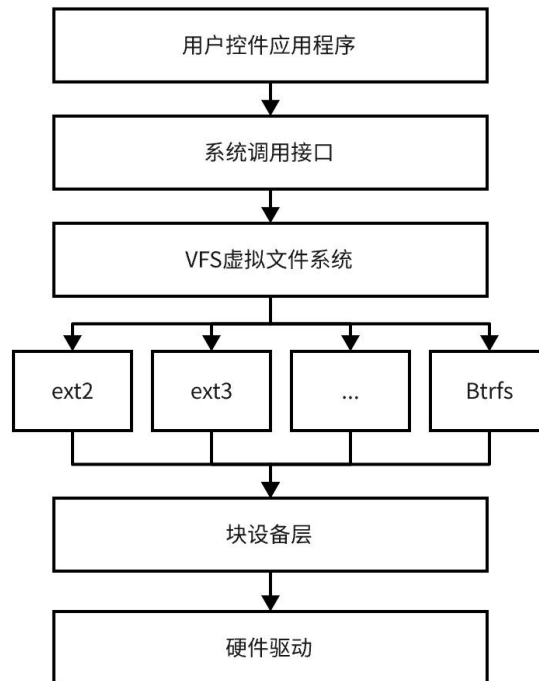 用户控件应用程序
系统调用接口
VFS虚拟文件系统
ext2
ext3
...
Btrfs
块设备层
硬件驱动